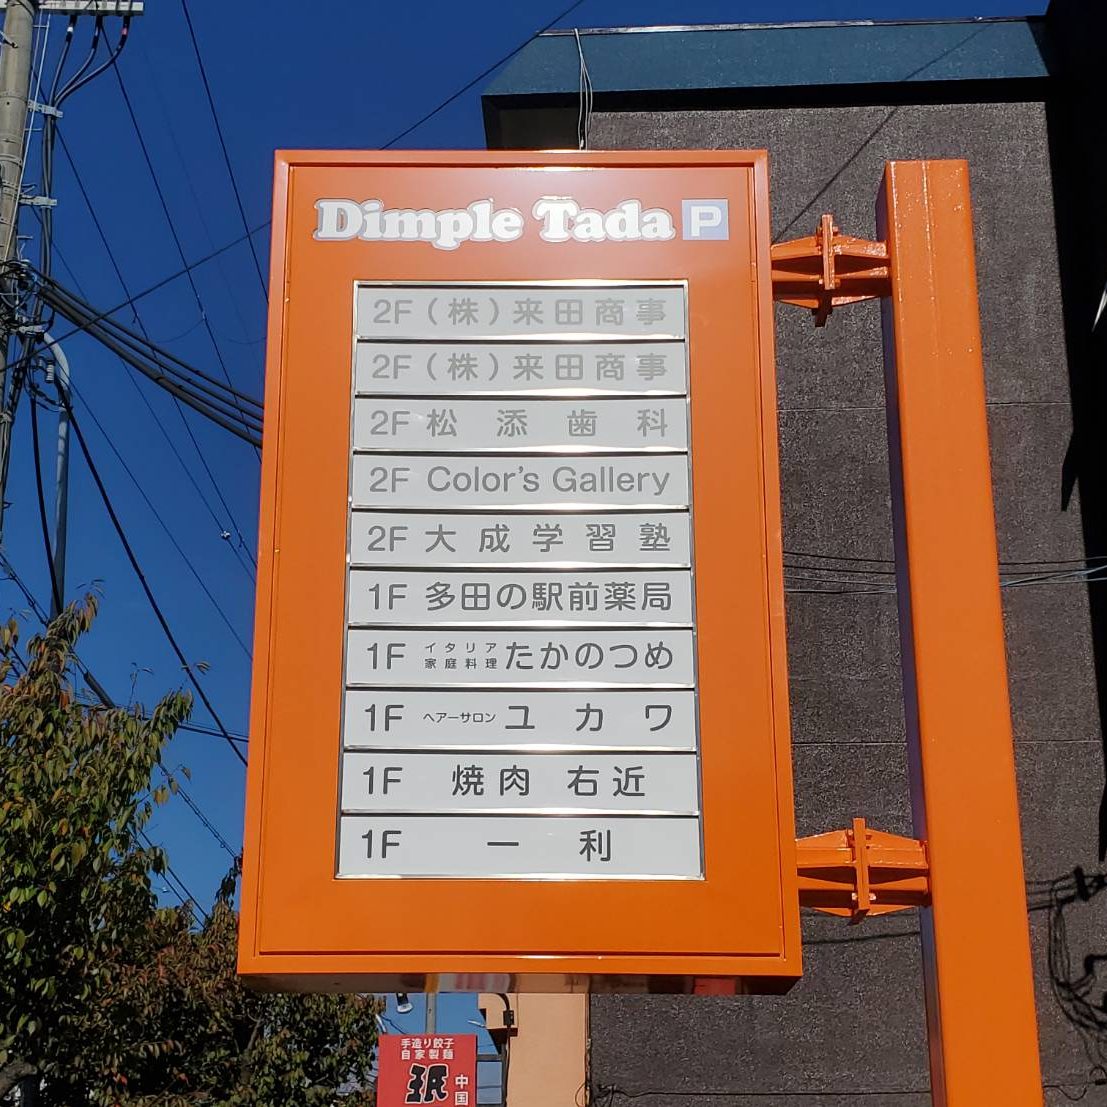 Dimple Tada P
2F (株)来田商事
2F (株)来田商事
2F 松添歯科
2F Color's Gallery
2F 大成学習塾
1F 多田の駅前薬局
1F イタリア家庭料理 たかのつめ
1F ヘアーサロン ユカワ
1F 焼肉 右近
1F 一利
手造り餃子
自家製麺
珉 中国